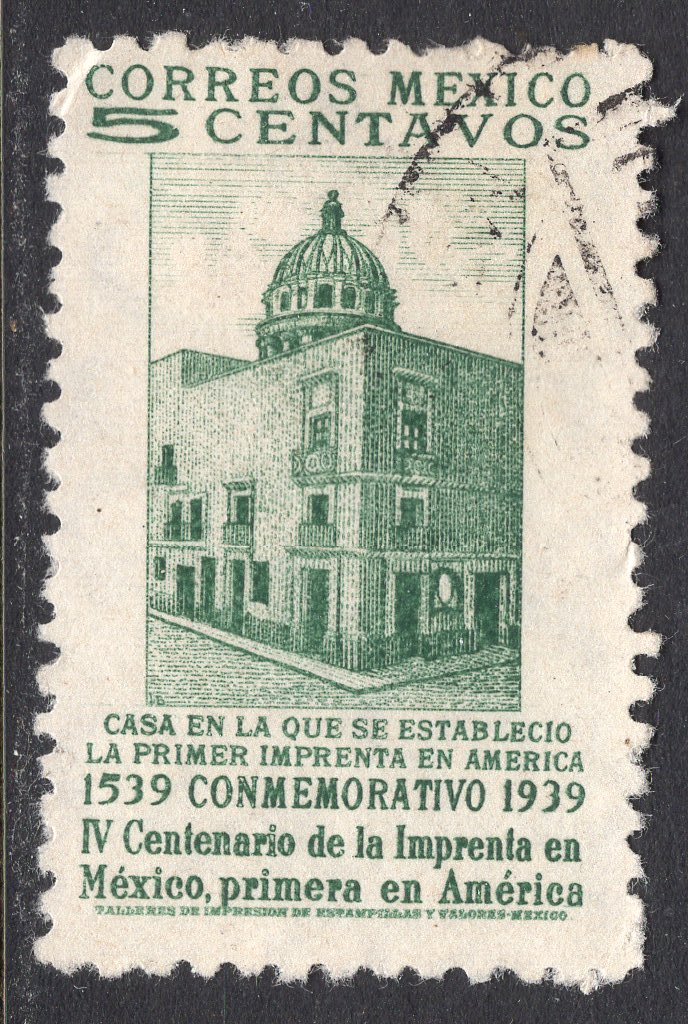 CORREOS MEXICO
5 CENTAVOS
CASA EN LA QUE SE ESTABLECIO
LA PRIMER IMPRENTA EN AMERICA
1539 CONMEMORATIVO 1939
IV Centenario de la Imprenta en
México, primera en América
TALLERES DE IMPRESION DE ESTAMPILLAS Y VALORES-MEXICO